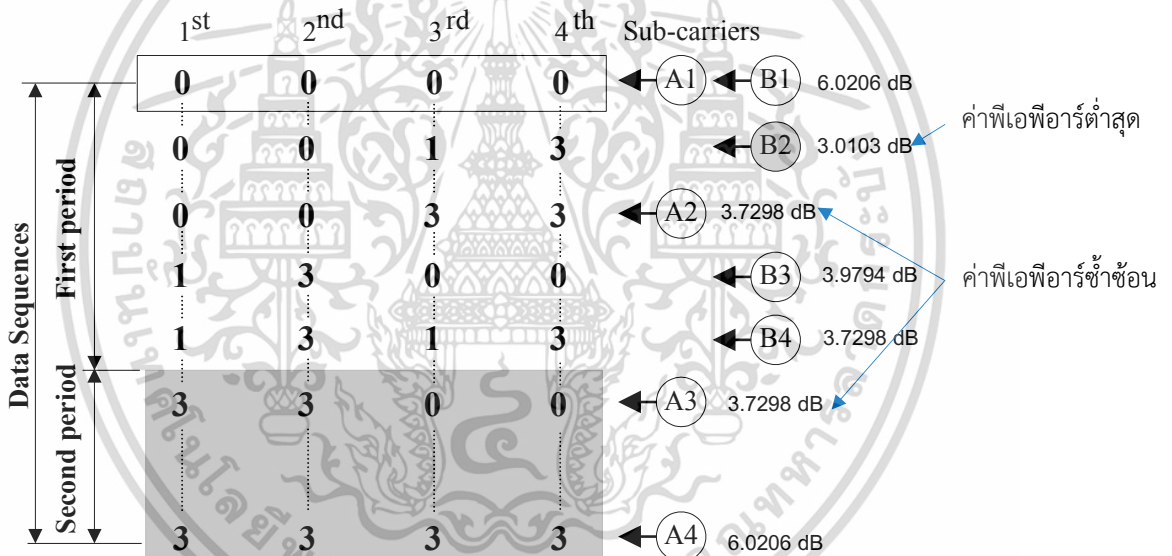 1st 2nd 3rd 4th Sub-carriers
0 0 0 0 A1 B1 6.0206 dB
ค่าพีเอพีอาร์ต่ำสุด
0 0 1 3 B2 3.0103 dB
0 0 3 3 A2 3.7298 dB
1 3 0 0 B3 3.9794 dB
ค่าพีเอพีอาร์ซ้ำซ้อน
1 3 1 3 B4 3.7298 dB
3 3 0 0 A3 3.7298 dB
3 3 3 3 A4 6.0206 dB
Data Sequences
First period
Second period